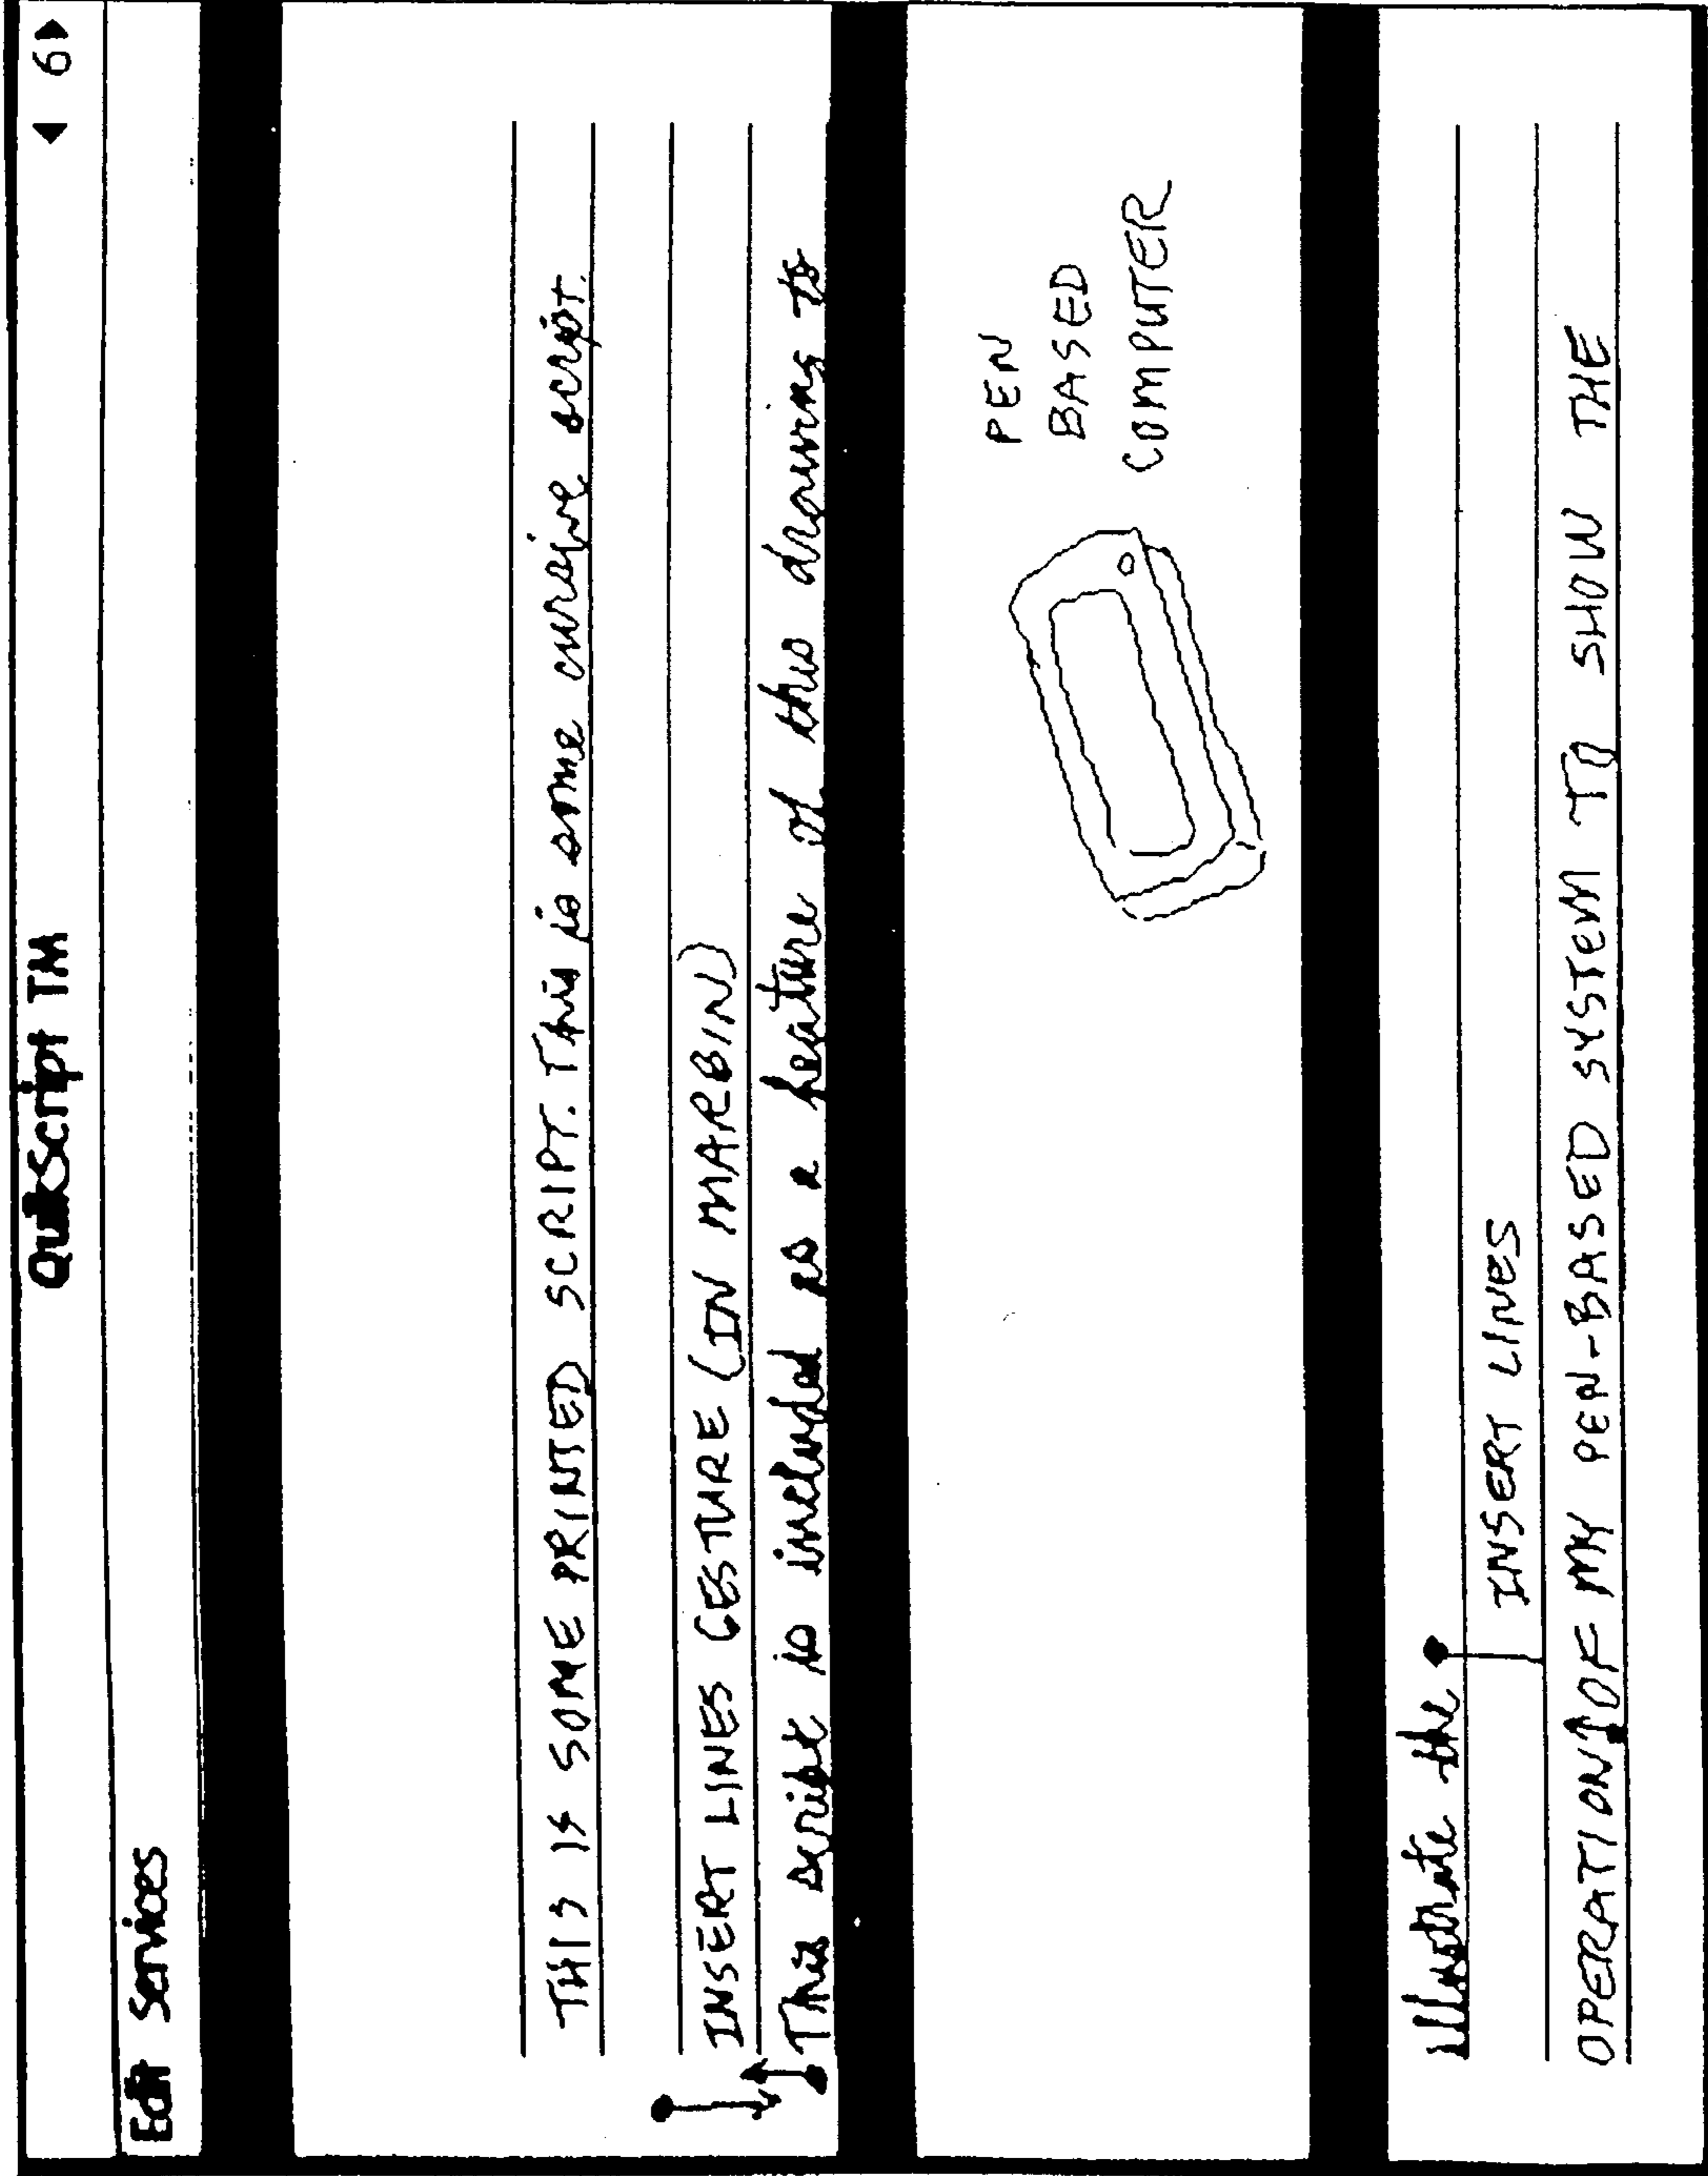 QuikScript TM ◀ 6▶
Edit Services
THIS IS SOME PRINTED SCRIPT. This is some cursive script.
INSERT LINES GESTURE (IN MARGIN)
This script is included as a feature of this drawing to
PEN
BASED
COMPUTER
illustrate the
INSERT LINES
OPERATION OF MY PEN-BASED SYSTEM TO SHOW THE